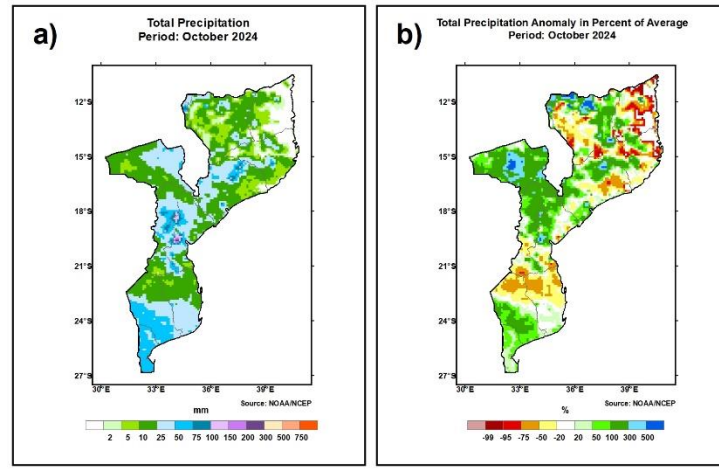 a)
Total Precipitation
Period: October 2024
12°S
15°S
18°S
21°S
24°S
27°S
30°E
33°E
36°E
39°E
Source: NOAA/NCEP
mm
2 5 10 25 50 75 100 150 200 300 500 750
b)
Total Precipitation Anomaly in Percent of Average
Period: October 2024
12°S
15°S
18°S
21°S
24°S
27°S
30°E
33°E
36°E
39°E
Source: NOAA/NCEP
%
-99 -95 -75 -50 -20 20 50 100 300 500